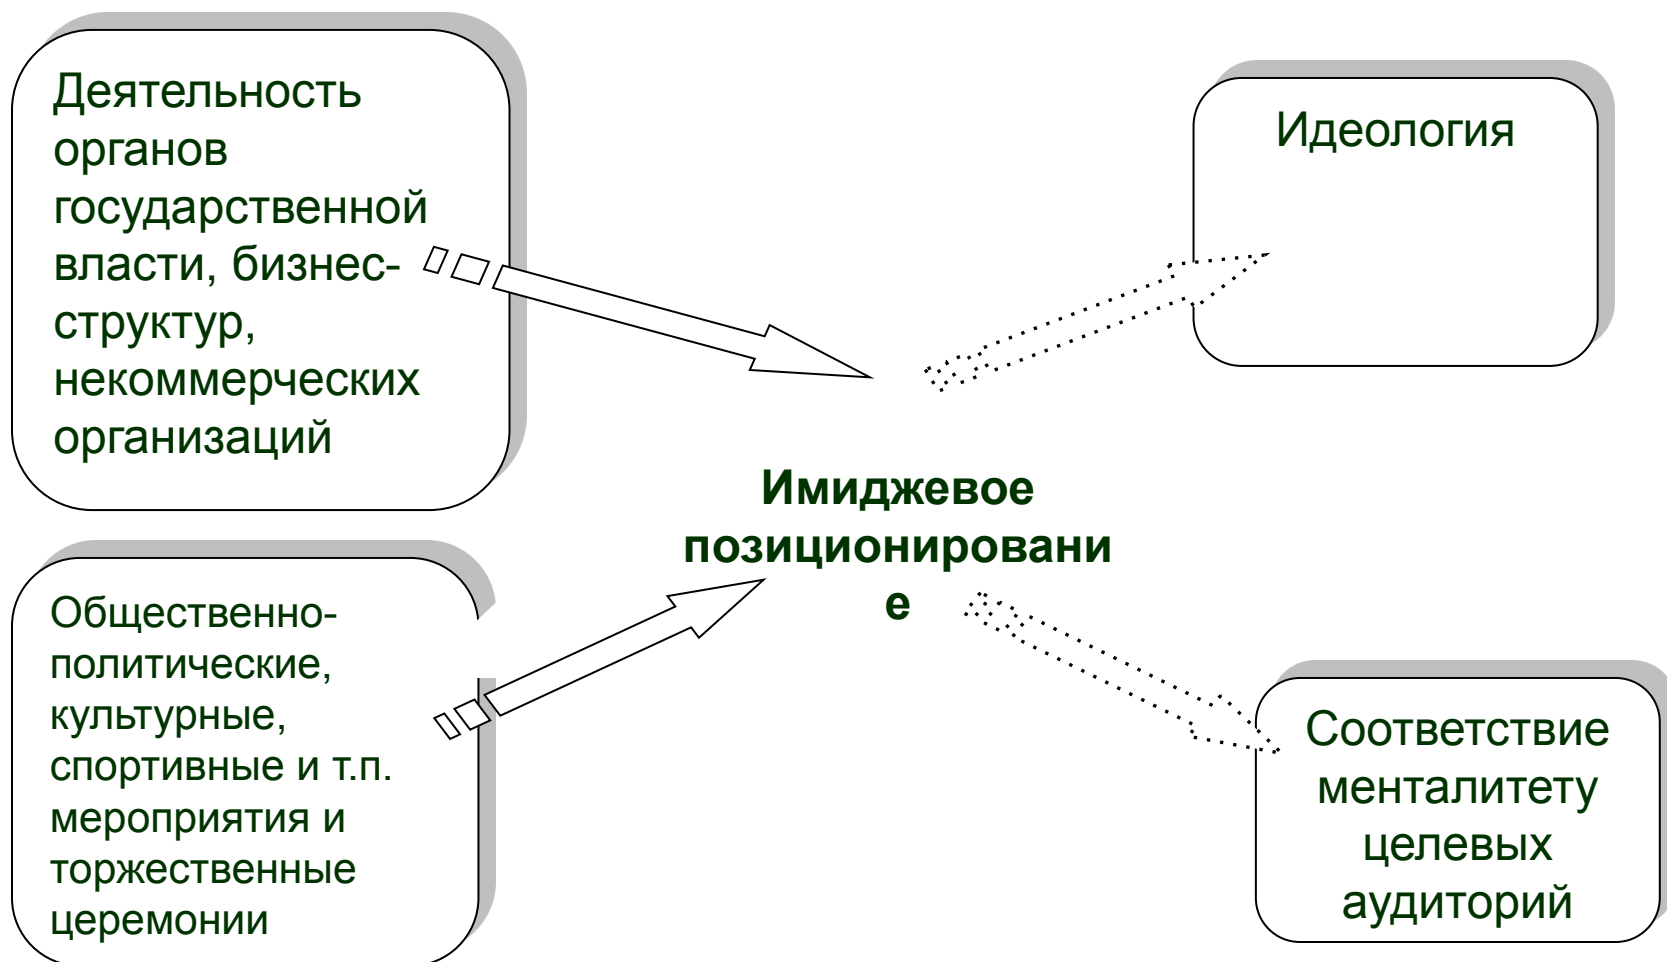 Деятельность
органов
государственной
власти, бизнес-
структур,
некоммерческих
организаций
Идеология
Имиджевое
позиционировани
е
Общественно-
политические,
культурные,
спортивные и т.п.
мероприятия и
торжественные
церемонии
Соответствие
менталитету
целевых
аудиторий